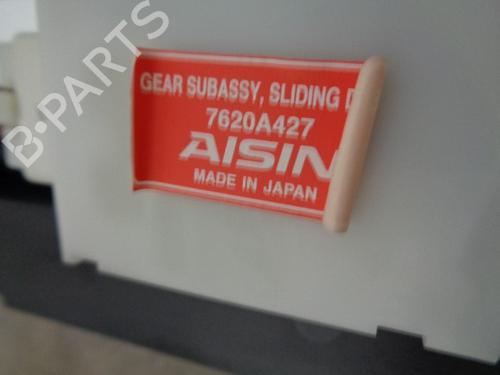 B-PARTS
GEAR SUBASSY, SLIDING
7620A427
AISIN
MADE IN JAPAN